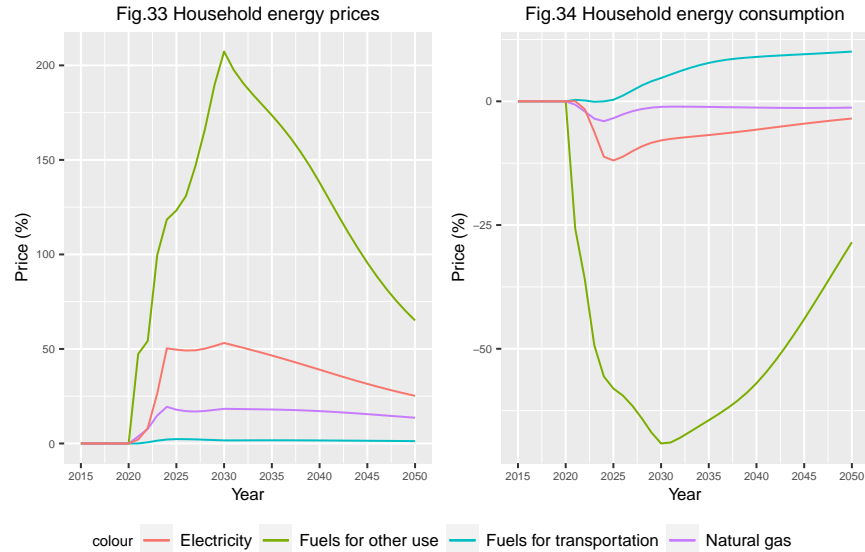 Fig.33 Household energy prices
200
150
100
50
0
Price (%)
2015 2020 2025 2030 2035 2040 2045 2050
Year
Fig.34 Household energy consumption
0
−25
−50
Price (%)
2015 2020 2025 2030 2035 2040 2045 2050
Year
colour Electricity Fuels for other use Fuels for transportation Natural gas